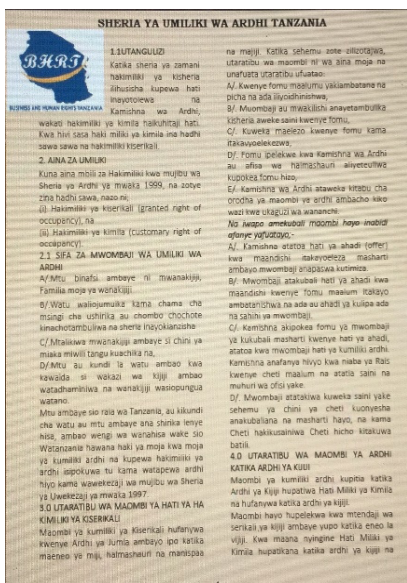 SHERIA YA UMILIKI WA ARDHI TANZANIA
BHRT
BUSINESS AND HUMAN RIGHTS TANZANIA
1.1UTANGULIZI
Katika sheria ya zamani
hakimiliki ya kisheria
ilihusisha kupewa hati
inayotolewa na
Kamishna wa Ardhi,
wakati hakimiliki ya kimila haikuhitaji hati.
Kwa hivi sasa haki miliki ya kimila ina hadhi
sawa sawa na hakimiliki kiserikali.
2. AINA ZA UMILIKI
Kuna aina mbili za Hakimiliki kwa mujibu wa
Sheria ya Ardhi ya mwaka 1999, na zotye
zina hadhi sawa, nazo ni;
(i) Hakimiliki ya kiserikali (granted right of
occupancy), na
(ii) Hakimiliki ya kimila (customary right of
occupancy).
2.1 SIFA ZA MWOMBAJI WA UMILIKI WA
ARDHI
A/.Mtu binafsi ambaye ni mwanakijiji,
Familia moja ya wanakijiji
B/.Watu waliojumuika kama chama cha
msingi cha ushirika au chombo chochote
kinachotambuliwa na sheria inayokianzisha
C/.Mtalikiwa mwanakijiji ambaye si chini ya
miaka miwili tangu kuachika na,
D/.Mtu au kundi la watu ambao kwa
kawaida si wakazi wa kijiji ambao
watadhaminiwa na wanakijiji wasiopungua
watano.
Mtu ambaye sio raia wa Tanzania, au kikundi
cha watu au mtu ambaye ana shirika lenye
hisa, ambao wengi wa wanahisa wake sio
Watanzania hawana haki ya moja kwa moja
ya kumiliki ardhi na kupewa hakimiliki ya
ardhi isipokuwa tu kama watapewa ardhi
hiyo kama wawekezaji wa mujibu wa Sheria
ya Uwekezaji ya mwaka 1997.
3.0 UTARATIBU WA MAOMBI YA HATI YA HA
KIMILIKI YA KISERIKALI
Maombi ya kumiliki ya Kiserikali hufanywa
kwenye Ardhi ya Jumla ambayo ipo katika
maeneo ya miji, halmashauri na manispaa
na majiji. Katika sehemu zote zilizotajwa,
utaratibu wa maombi ni wa aina moja na
unafuata utaratibu ufuatao
A/. Kwenye fomu maalumu yakiambatana na
picha na ada iliyoidhinishwa,
B/. Muombaji au mwakilishi anayetambulika
kisheria aweke saini kwenye fomu,
C/. Kuweka maelezo kwenye fomu kama
itakavyoelekezwa,
D/. Fomu ipelekwe kwa Kamishna wa Ardhi
au afisa wa halmashauri aliyeteuliwa
kupokea fomu hizo,
E/. Kamishna wa Ardhi ataweka kitabu cha
orodha ya maombi ye ardhi ambacho kiko
wazi kwa ukaguzi wa wananchi.
Na iwapo amekubali maombi hayo inabidi
afanye yafuatayo,-
A/. Kamishna atatoa hati ya ahadi (offer)
kwa maandishi itakayoeleza masharti
ambayo mwombaji anapaswa kutimiza.
B/. Mwombaji atakubali hati ya ahadi kwa
maandishi kwenye fomu maalum itakayo
ambatanishwa na ada au ahadi ya kulipa ada
na sahihi ya mwombaji.
C/. Kamishna akipokea fomu ya mwombaji
ya kukubali masharti kwenye hati ya ahadi,
atatoa kwa mwombaji hati ya kumiliki ardhi.
Kamishna anafanya hivyo kwa niaba ya Rais
kwenye cheti maalum na atatia saini na
muhuri wa ofisi yake.
D/. Mwombaji atatakiwa kuweka saini yake
sehemu ya chini ya cheti kuonyesha
anakubaliana na masharti hayo, na kama
Cheti hakikusainiwa Cheti hicho kitakuwa
batili.
4.0 UTARATIBU WA MAOMBI YA ARDHI
KATIKA ARDHI YA KIJIJI
Maombi ya kumiliki ardhi kupitia katika
Ardhi ya Kijiji hupatiwa Hati Miliki ya Kimila
na hufanywa katika ardhi ya kijiji.
Maombi hayo hupelekwa kwa mtendaji wa
serikali ya kijiji ambaye yupo katika eneo la
vijiji. Kwa maana nyingine Hati Miliki ya
Kimila hupatikana katika ardhi ya kijiji na